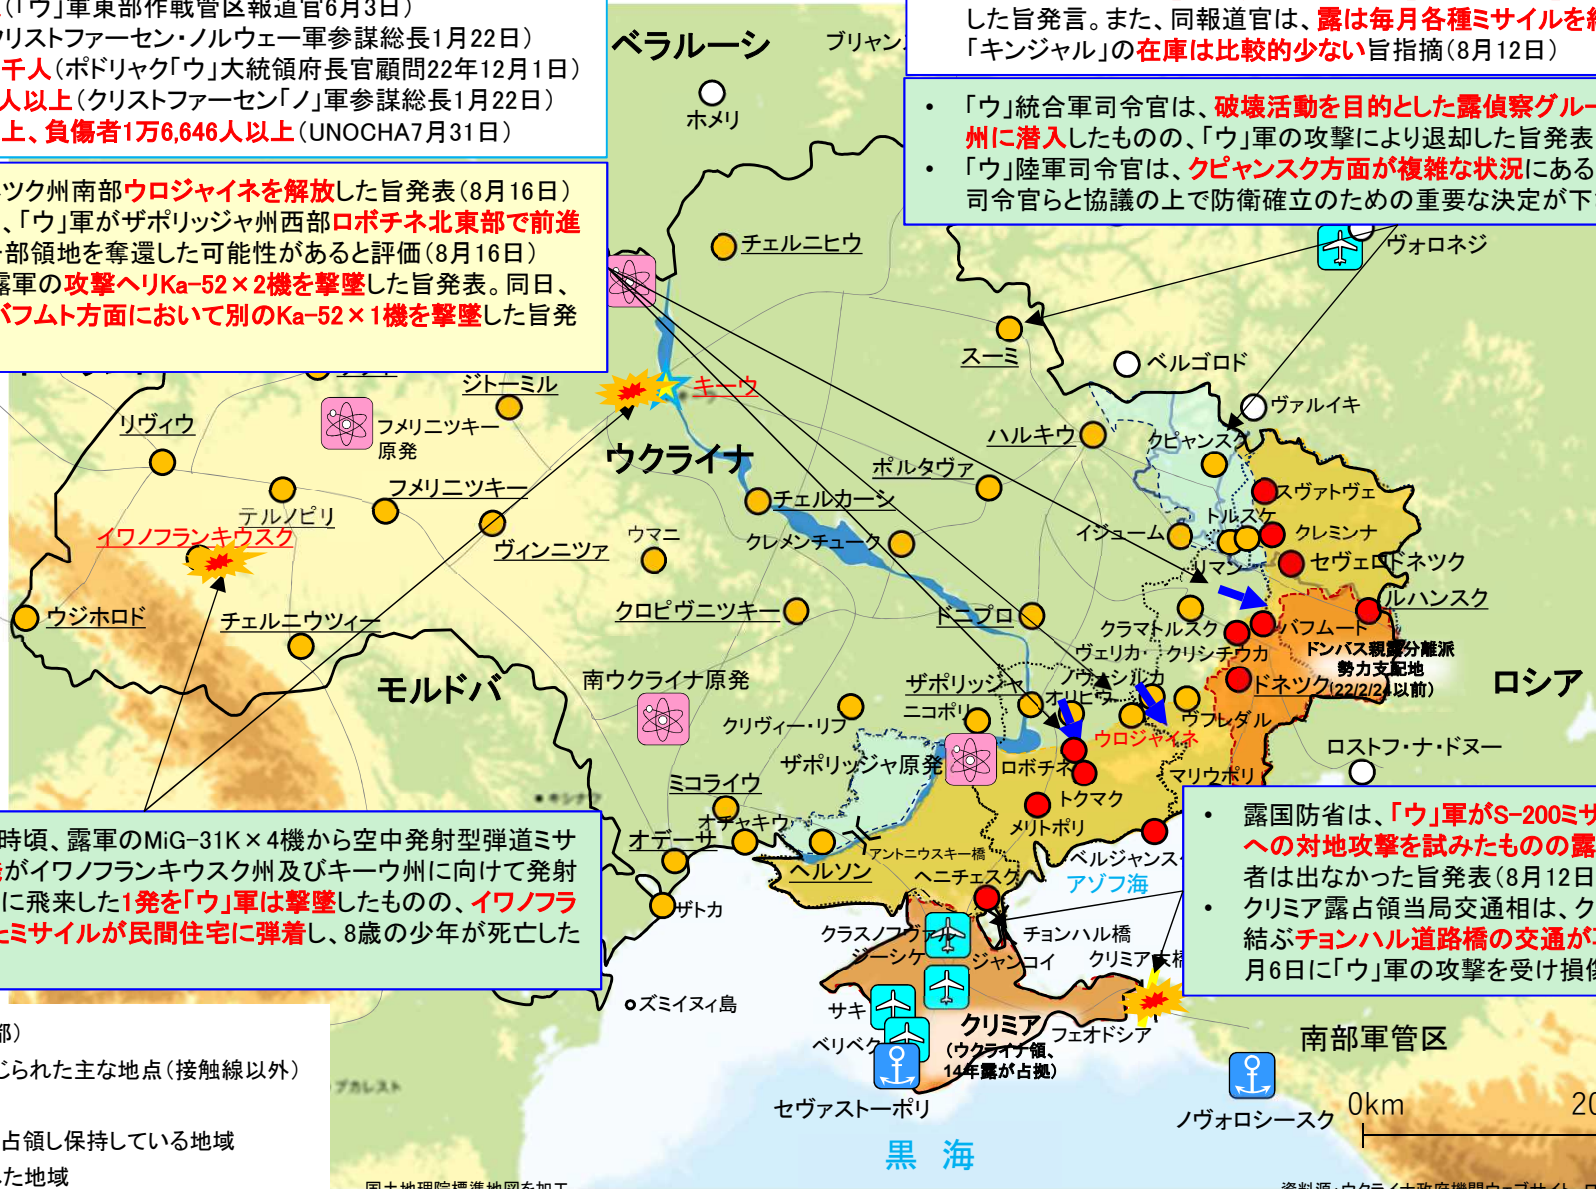 （「ウ」軍東部作戦管区報道官6月3日）
クリストファーセン・ノルウェー軍参謀総長1月22日）
千人（ポドリャク「ウ」大統領府長官顧問22年12月1日）
人以上（クリストファーセン「ノ」軍参謀総長1月22日）
上、負傷者1万6,646人以上（UNOCHA7月31日）
した旨発言。また、同報道官は、露は毎月各種ミサイルを
「キンジャル」の在庫は比較的少ない旨指摘（8月12日）
• 「ウ」統合軍司令官は、破壊活動を目的とした露偵察グルー
州に潜入したものの、「ウ」軍の攻撃により退却した旨発表
• 「ウ」陸軍司令官は、クピャンスク方面が複雑な状況にある
司令官らと協議の上で防衛確立のための重要な決定が下
ツク州南部ウロジャイネを解放した旨発表（8月16日）
、「ウ」軍がザポリッジャ州西部ロボチネ北東部で前進
部領地を奪還した可能性があると評価（8月16日）
露軍の攻撃ヘリKa-52×2機を撃墜した旨発表。同日、
バフムト方面において別のKa-52×1機を撃墜した旨発
ベラルーシ
ブリャン
ホメリ
チェルニヒウ
ヴォロネジ
スーミ
ベルゴロド
ヴァルイキ
ジトーミル
キーウ
リヴィウ
フメリニツキー
原発
ウクライナ
ハルキウ
クピャンスク
ポルタヴァ
フメリニツキー
チェルカーシ
スヴァトヴェ
テルノピリ
トルスケ
イワノフランキウスク
ヴィンニツァ
ウマニ
クレメンチューク
イジューム
クレミンナ
リマン
セヴェロドネツク
ウジホロド
チェルニウツィー
クロピヴニツキー
ドニプロ
クラマトルスク
バフムート
ルハンスク
ヴェリカ・
クリシチウカ
ドンバス親露分離派
勢力支配地
(22/2/24以前)
モルドバ
南ウクライナ原発
ザポリッジャ
ノヴォシルカ
ドネツク
ロシア
オリヒウ
ニコポリ
クリヴィー・リフ
ヴフレダル
ウロジャイネ
ザポリッジャ原発
ロボチネ
マリウポリ
ロストフ・ナ・ドヌー
ミコライウ
トクマク
オチャキウ
メリトポリ
オデーサ
アントニウスキー橋
ヘルソン
ヘニチェスク
ベルジャンスク
アゾフ海
ザトカ
時頃、露軍のMiG-31K×4機から空中発射型弾道ミサ
がイワノフランキウスク州及びキーウ州に向けて発射
に飛来した1発を「ウ」軍は撃墜したものの、イワノフラ
たミサイルが民間住宅に弾着し、8歳の少年が死亡した
• 露国防省は、「ウ」軍がS-200ミサ
への対地攻撃を試みたものの露
者は出なかった旨発表（8月12日
• クリミア露占領当局交通相は、ク
結ぶチョンハル道路橋の交通が
月6日に「ウ」軍の攻撃を受け損傷
クラスノフヴァル
ジーシケ
ジャンコイ
チョンハル橋
クリミア大橋
ズミイヌィ島
サキ
ベリベク
クリミア
（ウクライナ領、
14年露が占拠）
フェオドシア
セヴァストーポリ
南部軍管区
ノヴォロシースク
黒 海
0km
20
部）
じられた主な地点（接触線以外）
占領し保持している地域
た地域
キシナウ
ブカレスト
国土地理院標準地図を加工